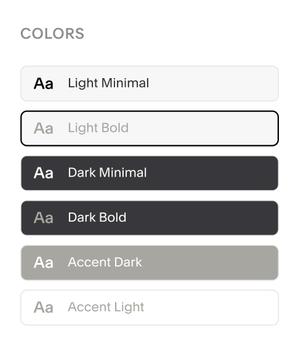 COLORS
Aa Light Minimal
Aa Light Bold
Aa Dark Minimal
Aa Dark Bold
Aa Accent Dark
Aa Accent Light